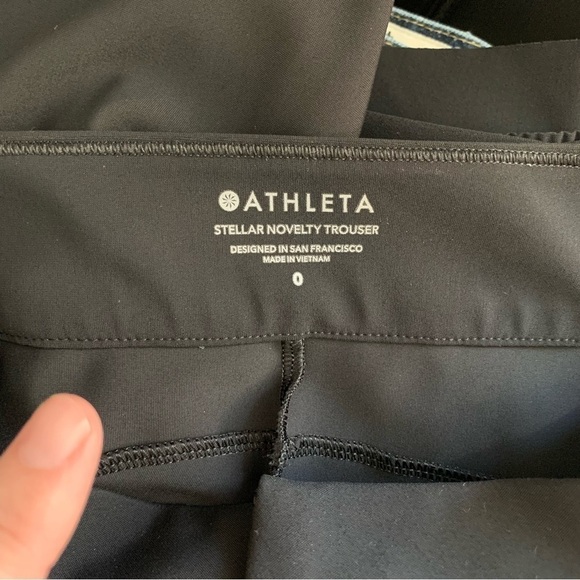 ATHLETA
STELLAR NOVELTY TROUSER
DESIGNED IN SAN FRANCISCO
MADE IN VIETNAM
0